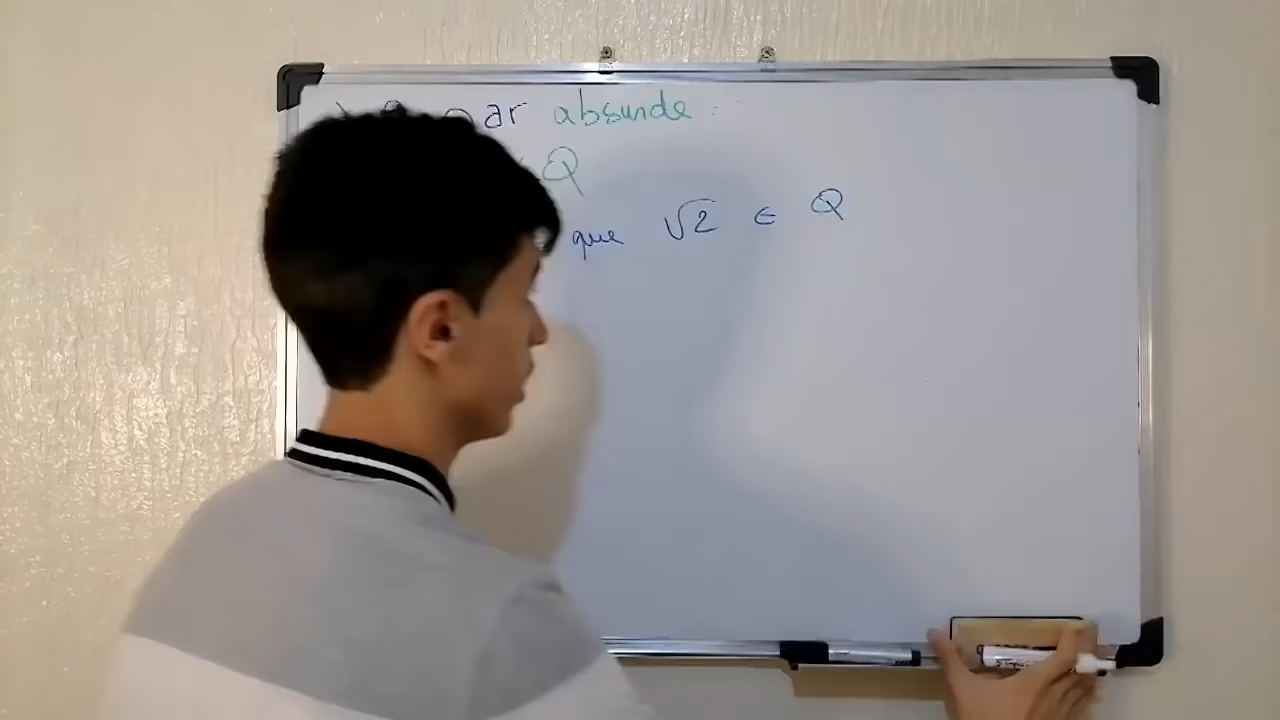 ar absurde :
Q
que √2 ∈ Q